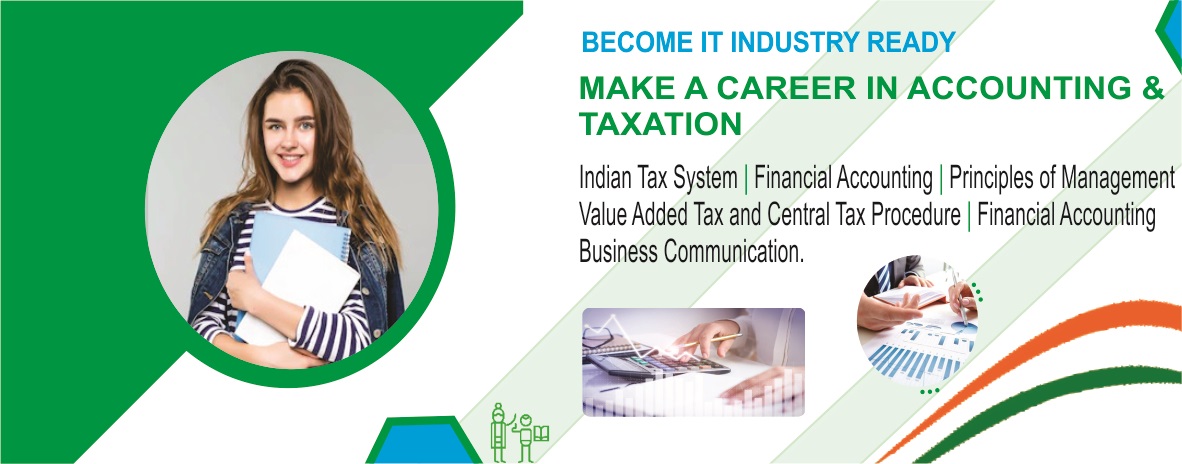 BECOME IT INDUSTRY READY
MAKE A CAREER IN ACCOUNTING &
TAXATION
Indian Tax System | Financial Accounting | Principles of Management
Value Added Tax and Central Tax Procedure | Financial Accounting
Business Communication.